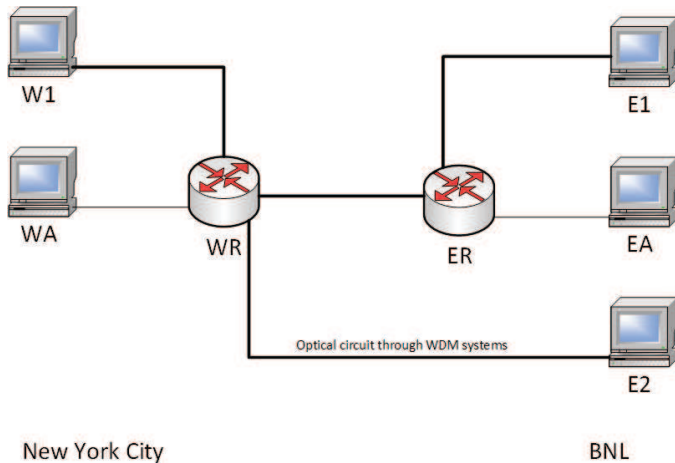 W1
E1
WA
WR
ER
EA
Optical circuit through WDM systems
E2
New York City
BNL